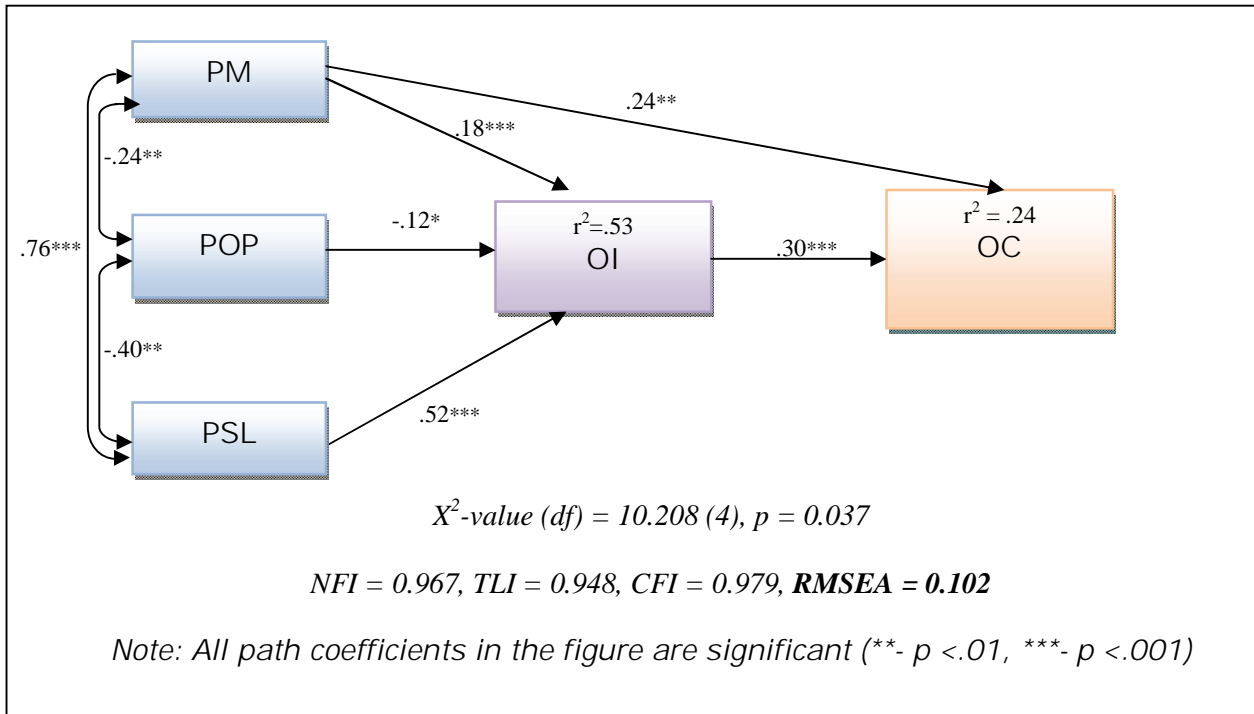 PM
.24**
.18***
-.24**
POP
-.12*
r²=.53
OI
r² = .24
OC
.76***
.30***
-.40**
PSL
.52***
X²-value (df) = 10.208 (4), p = 0.037
NFI = 0.967, TLI = 0.948, CFI = 0.979, RMSEA = 0.102
Note: All path coefficients in the figure are significant (**- p <.01, ***- p <.001)